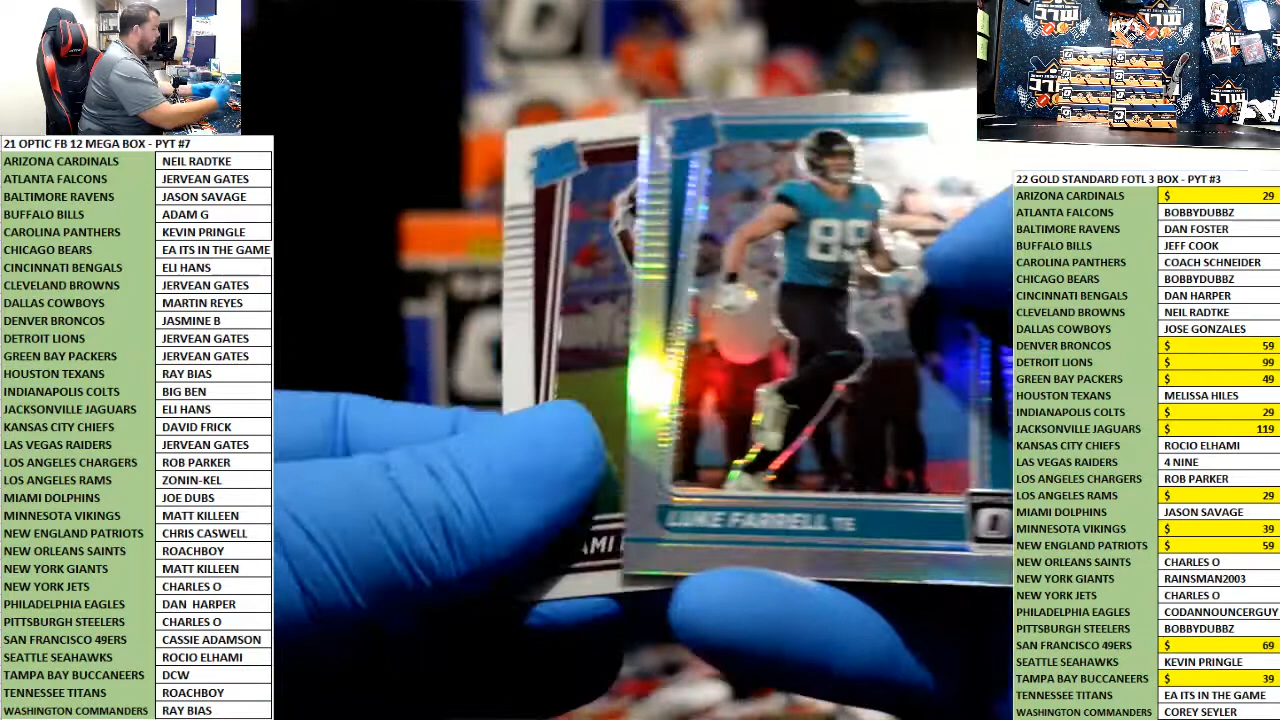 21 OPTIC FB 12 MEGA BOX - PYT #7
ARIZONA CARDINALS NEIL RADTKE
ATLANTA FALCONS JERVEAN GATES
BALTIMORE RAVENS JASON SAVAGE
BUFFALO BILLS ADAM G
CAROLINA PANTHERS KEVIN PRINGLE
CHICAGO BEARS EA ITS IN THE GAME
CINCINNATI BENGALS ELI HANS
CLEVELAND BROWNS JERVEAN GATES
DALLAS COWBOYS MARTIN REYES
DENVER BRONCOS JASMINE B
DETROIT LIONS JERVEAN GATES
GREEN BAY PACKERS JERVEAN GATES
HOUSTON TEXANS RAY BIAS
INDIANAPOLIS COLTS BIG BEN
JACKSONVILLE JAGUARS ELI HANS
KANSAS CITY CHIEFS DAVID FRICK
LAS VEGAS RAIDERS JERVEAN GATES
LOS ANGELES CHARGERS ROB PARKER
LOS ANGELES RAMS ZONIN-KEL
MIAMI DOLPHINS JOE DUBS
MINNESOTA VIKINGS MATT KILLEEN
NEW ENGLAND PATRIOTS CHRIS CASWELL
NEW ORLEANS SAINTS ROACHBOY
NEW YORK GIANTS MATT KILLEEN
NEW YORK JETS CHARLES O
PHILADELPHIA EAGLES DAN HARPER
PITTSBURGH STEELERS CHARLES O
SAN FRANCISCO 49ERS CASSIE ADAMSON
SEATTLE SEAHAWKS ROCIO ELHAMI
TAMPA BAY BUCCANEERS DCW
TENNESSEE TITANS ROACHBOY
WASHINGTON COMMANDERS RAY BIAS
89
FARRELL TE
22 GOLD STANDARD FOTL 3 BOX - PYT #3
ARIZONA CARDINALS $ 29
ATLANTA FALCONS BOBBYDUBBZ
BALTIMORE RAVENS DAN FOSTER
BUFFALO BILLS JEFF COOK
CAROLINA PANTHERS COACH SCHNEIDER
CHICAGO BEARS BOBBYDUBBZ
CINCINNATI BENGALS DAN HARPER
CLEVELAND BROWNS NEIL RADTKE
DALLAS COWBOYS JOSE GONZALES
DENVER BRONCOS $ 59
DETROIT LIONS $ 99
GREEN BAY PACKERS $ 49
HOUSTON TEXANS MELISSA HILES
INDIANAPOLIS COLTS $ 29
JACKSONVILLE JAGUARS $ 119
KANSAS CITY CHIEFS ROCIO ELHAMI
LAS VEGAS RAIDERS 4 NINE
LOS ANGELES CHARGERS ROB PARKER
LOS ANGELES RAMS $ 29
MIAMI DOLPHINS JASON SAVAGE
MINNESOTA VIKINGS $ 39
NEW ENGLAND PATRIOTS $ 59
NEW ORLEANS SAINTS CHARLES O
NEW YORK GIANTS RAINSMAN2003
NEW YORK JETS CHARLES O
PHILADELPHIA EAGLES CODANNOUNCERGUY
PITTSBURGH STEELERS BOBBYDUBBZ
SAN FRANCISCO 49ERS $ 69
SEATTLE SEAHAWKS KEVIN PRINGLE
TAMPA BAY BUCCANEERS $ 39
TENNESSEE TITANS EA ITS IN THE GAME
WASHINGTON COMMANDERS COREY SEYLER